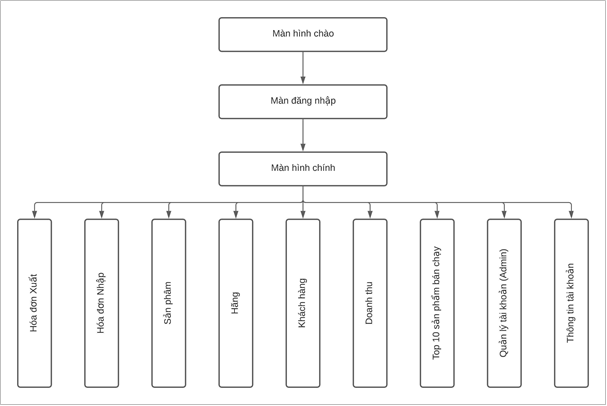 Màn hình chào
Màn đăng nhập
Màn hình chính
Hóa đơn Xuất
Hóa đơn Nhập
Sản phẩm
Hãng
Khách hàng
Doanh thu
Top 10 sản phẩm bán chạy
Quản lý tài khoản (Admin)
Thông tin tài khoản